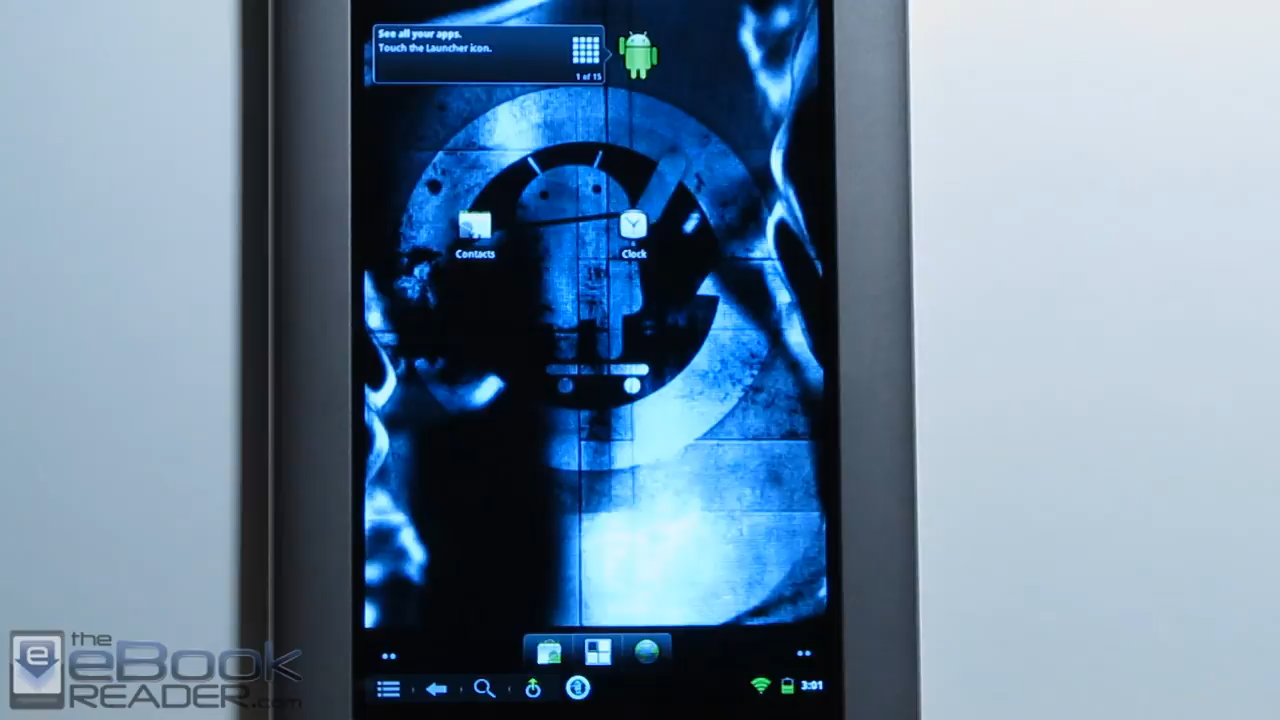 See all your apps.
Touch the Launcher icon.
1 of 15
Contacts
Clock
3:01
the
eBook
READER.com